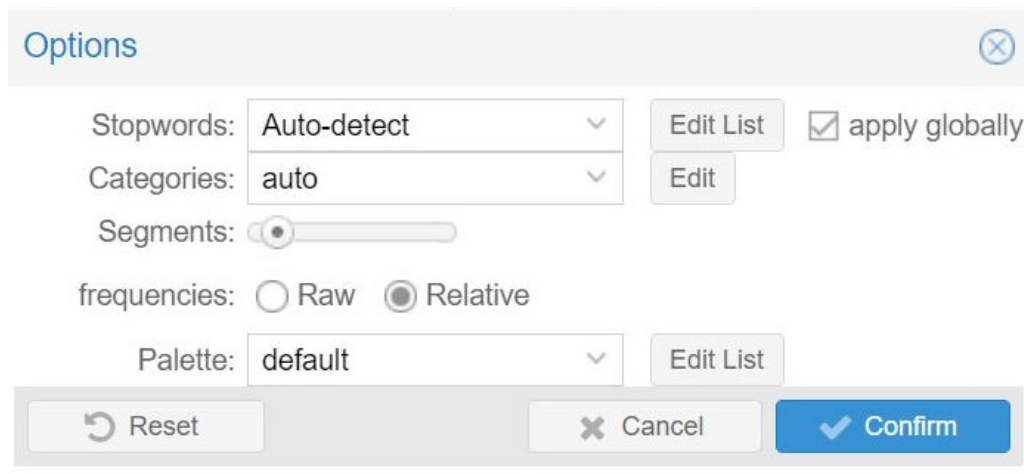 Options
Stopwords: Auto-detect Edit List apply globally
Categories: auto Edit
Segments:
frequencies: Raw Relative
Palette: default Edit List
Reset Cancel Confirm